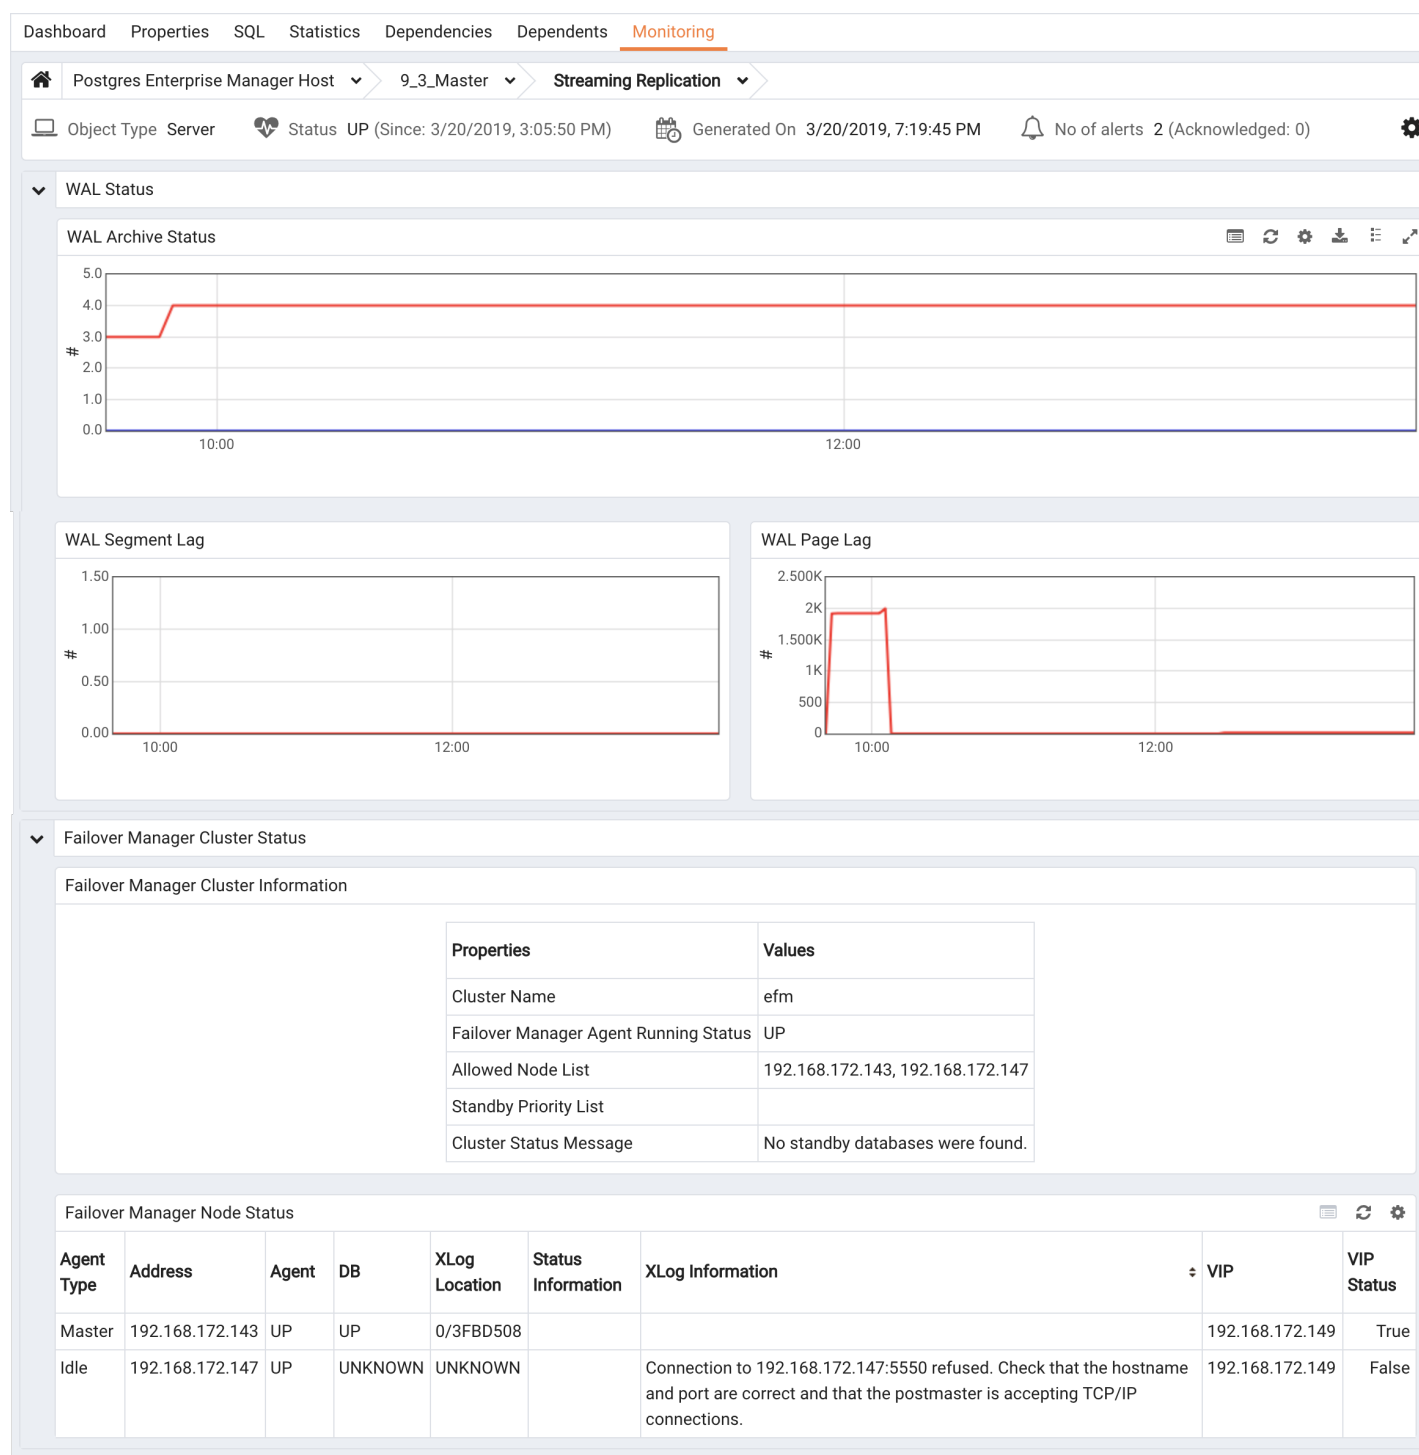 Dashboard Properties SQL Statistics Dependencies Dependents Monitoring
Postgres Enterprise Manager Host 9_3_Master Streaming Replication
Object Type Server Status UP (Since: 3/20/2019, 3:05:50 PM) Generated On 3/20/2019, 7:19:45 PM No of alerts 2 (Acknowledged: 0)
WAL Status
WAL Archive Status
5.0
4.0
3.0
#
2.0
1.0
0.0
10:00 12:00
WAL Segment Lag
1.50
1.00
#
0.50
0.00
10:00 12:00
WAL Page Lag
2.500K
2K
1.500K
#
1K
500
0
10:00 12:00
Failover Manager Cluster Status
Failover Manager Cluster Information
Properties Values
Cluster Name efm
Failover Manager Agent Running Status UP
Allowed Node List 192.168.172.143, 192.168.172.147
Standby Priority List
Cluster Status Message No standby databases were found.
Failover Manager Node Status
Agent Type Address Agent DB XLog Location Status Information XLog Information VIP VIP Status
Master 192.168.172.143 UP UP 0/3FBD508 192.168.172.149 True
Idle 192.168.172.147 UP UNKNOWN UNKNOWN Connection to 192.168.172.147:5550 refused. Check that the hostname 192.168.172.149 False
and port are correct and that the postmaster is accepting TCP/IP
connections.